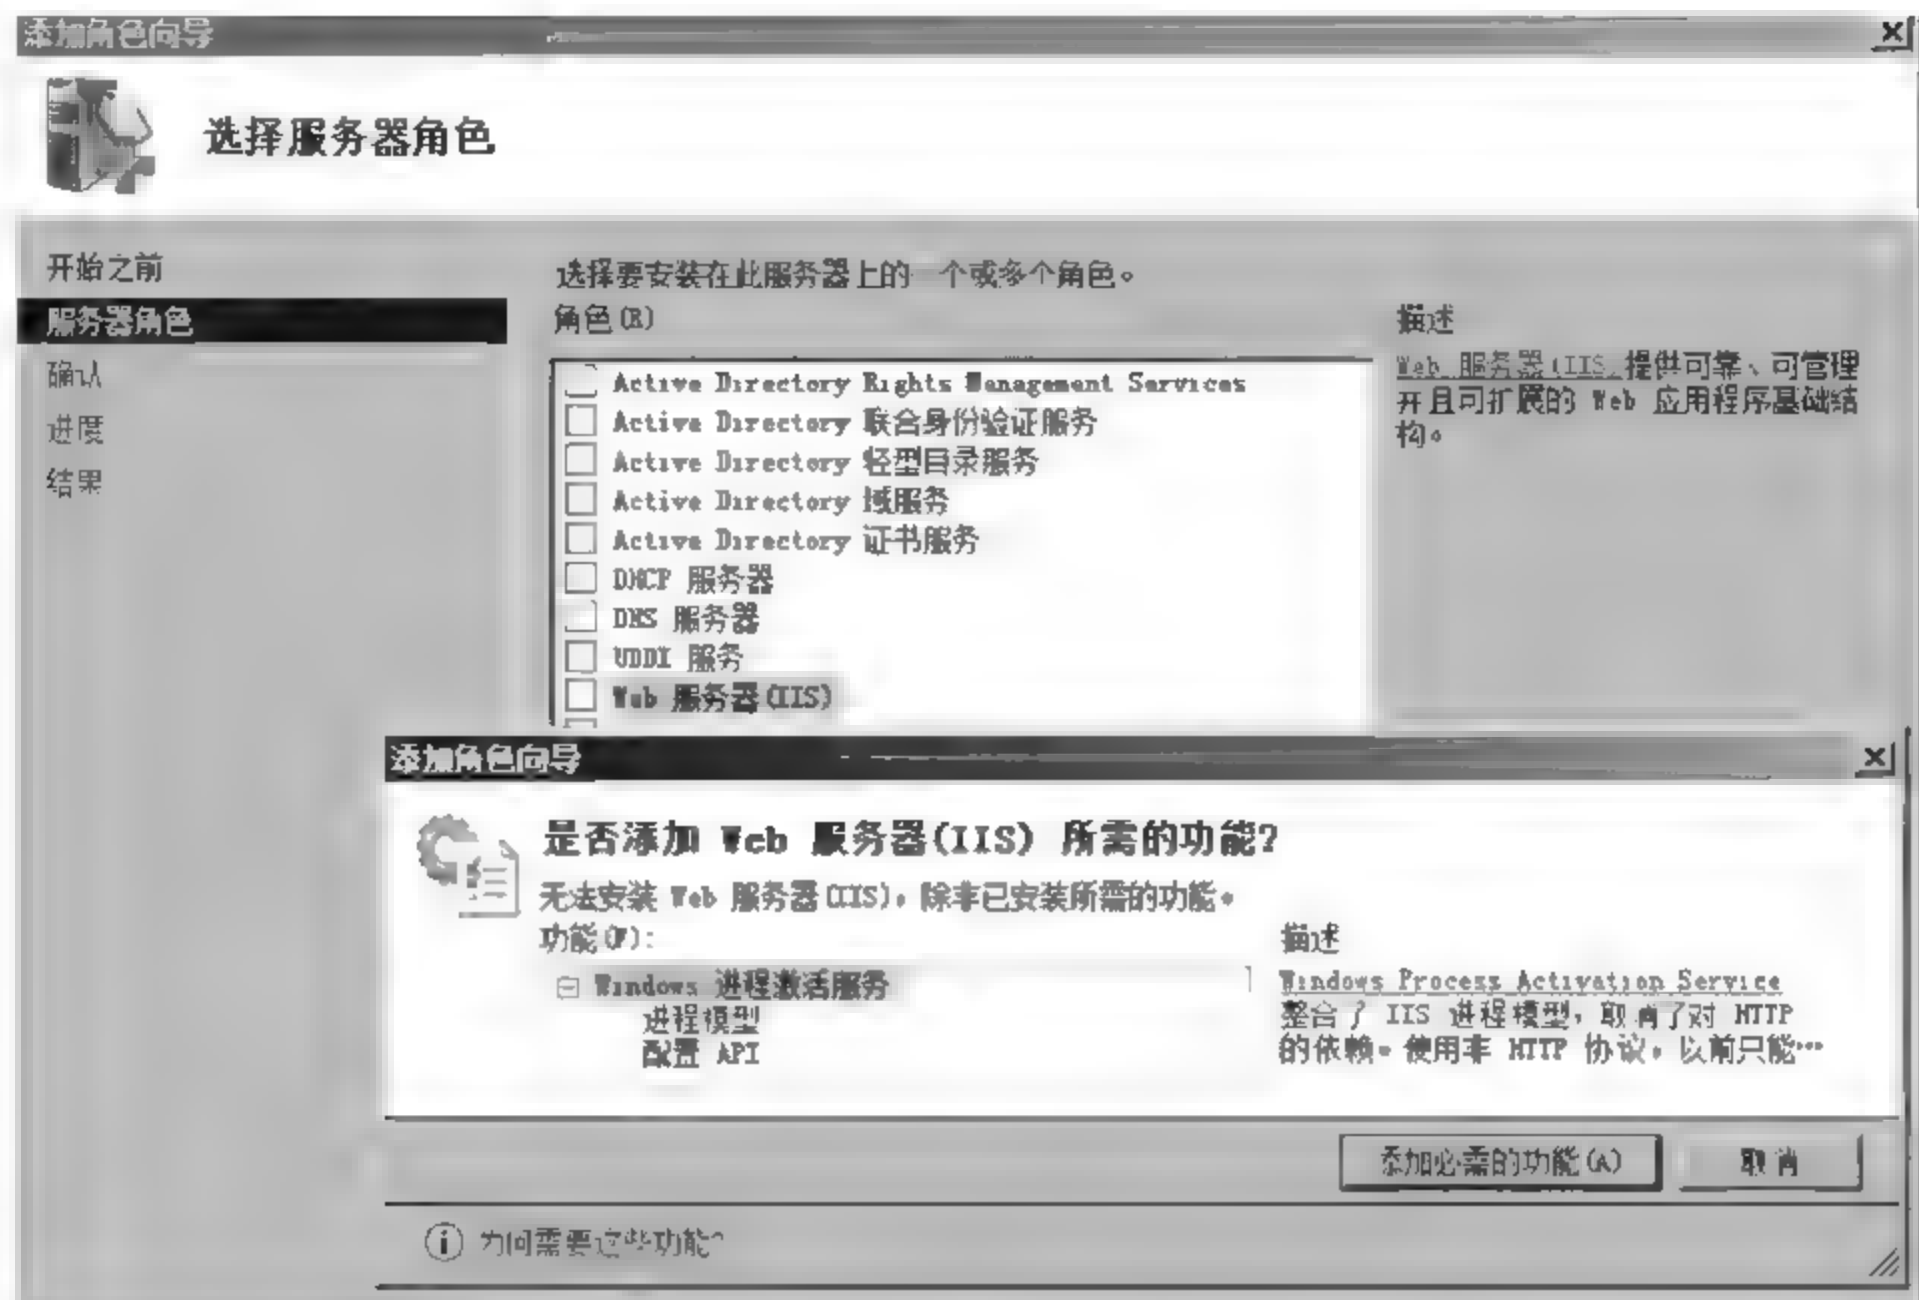 添加角色向导
选择服务器角色
开始之前
服务器角色
确认
进度
结果
选择要安装在此服务器上的一个或多个角色。
角色(R)
Active Directory Rights Management Services
Active Directory 联合身份验证服务
Active Directory 轻型目录服务
Active Directory 域服务
Active Directory 证书服务
DHCP 服务器
DNS 服务器
UDDI 服务
Web 服务器(IIS)
描述
Web 服务器(IIS)提供可靠、可管理
并且可扩展的 Web 应用程序基础结
构。
添加角色向导
是否添加 Web 服务器(IIS) 所需的功能?
无法安装 Web 服务器(IIS),除非已安装所需的功能。
功能(F):
Windows 进程激活服务
进程模型
配置 API
描述
Windows Process Activation Service
整合了 IIS 进程模型,取消了对 HTTP
的依赖。使用非 HTTP 协议,以前只能…
添加必需的功能(A)
取消
为何需要这些功能?